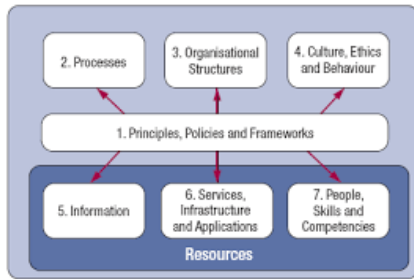 2. Processes
3. Organisational
Structures
4. Culture, Ethics
and Behaviour
1. Principles, Policies and Frameworks
5. Information
6. Services,
Infrastructure
and Applications
7. People,
Skills and
Competencies
Resources